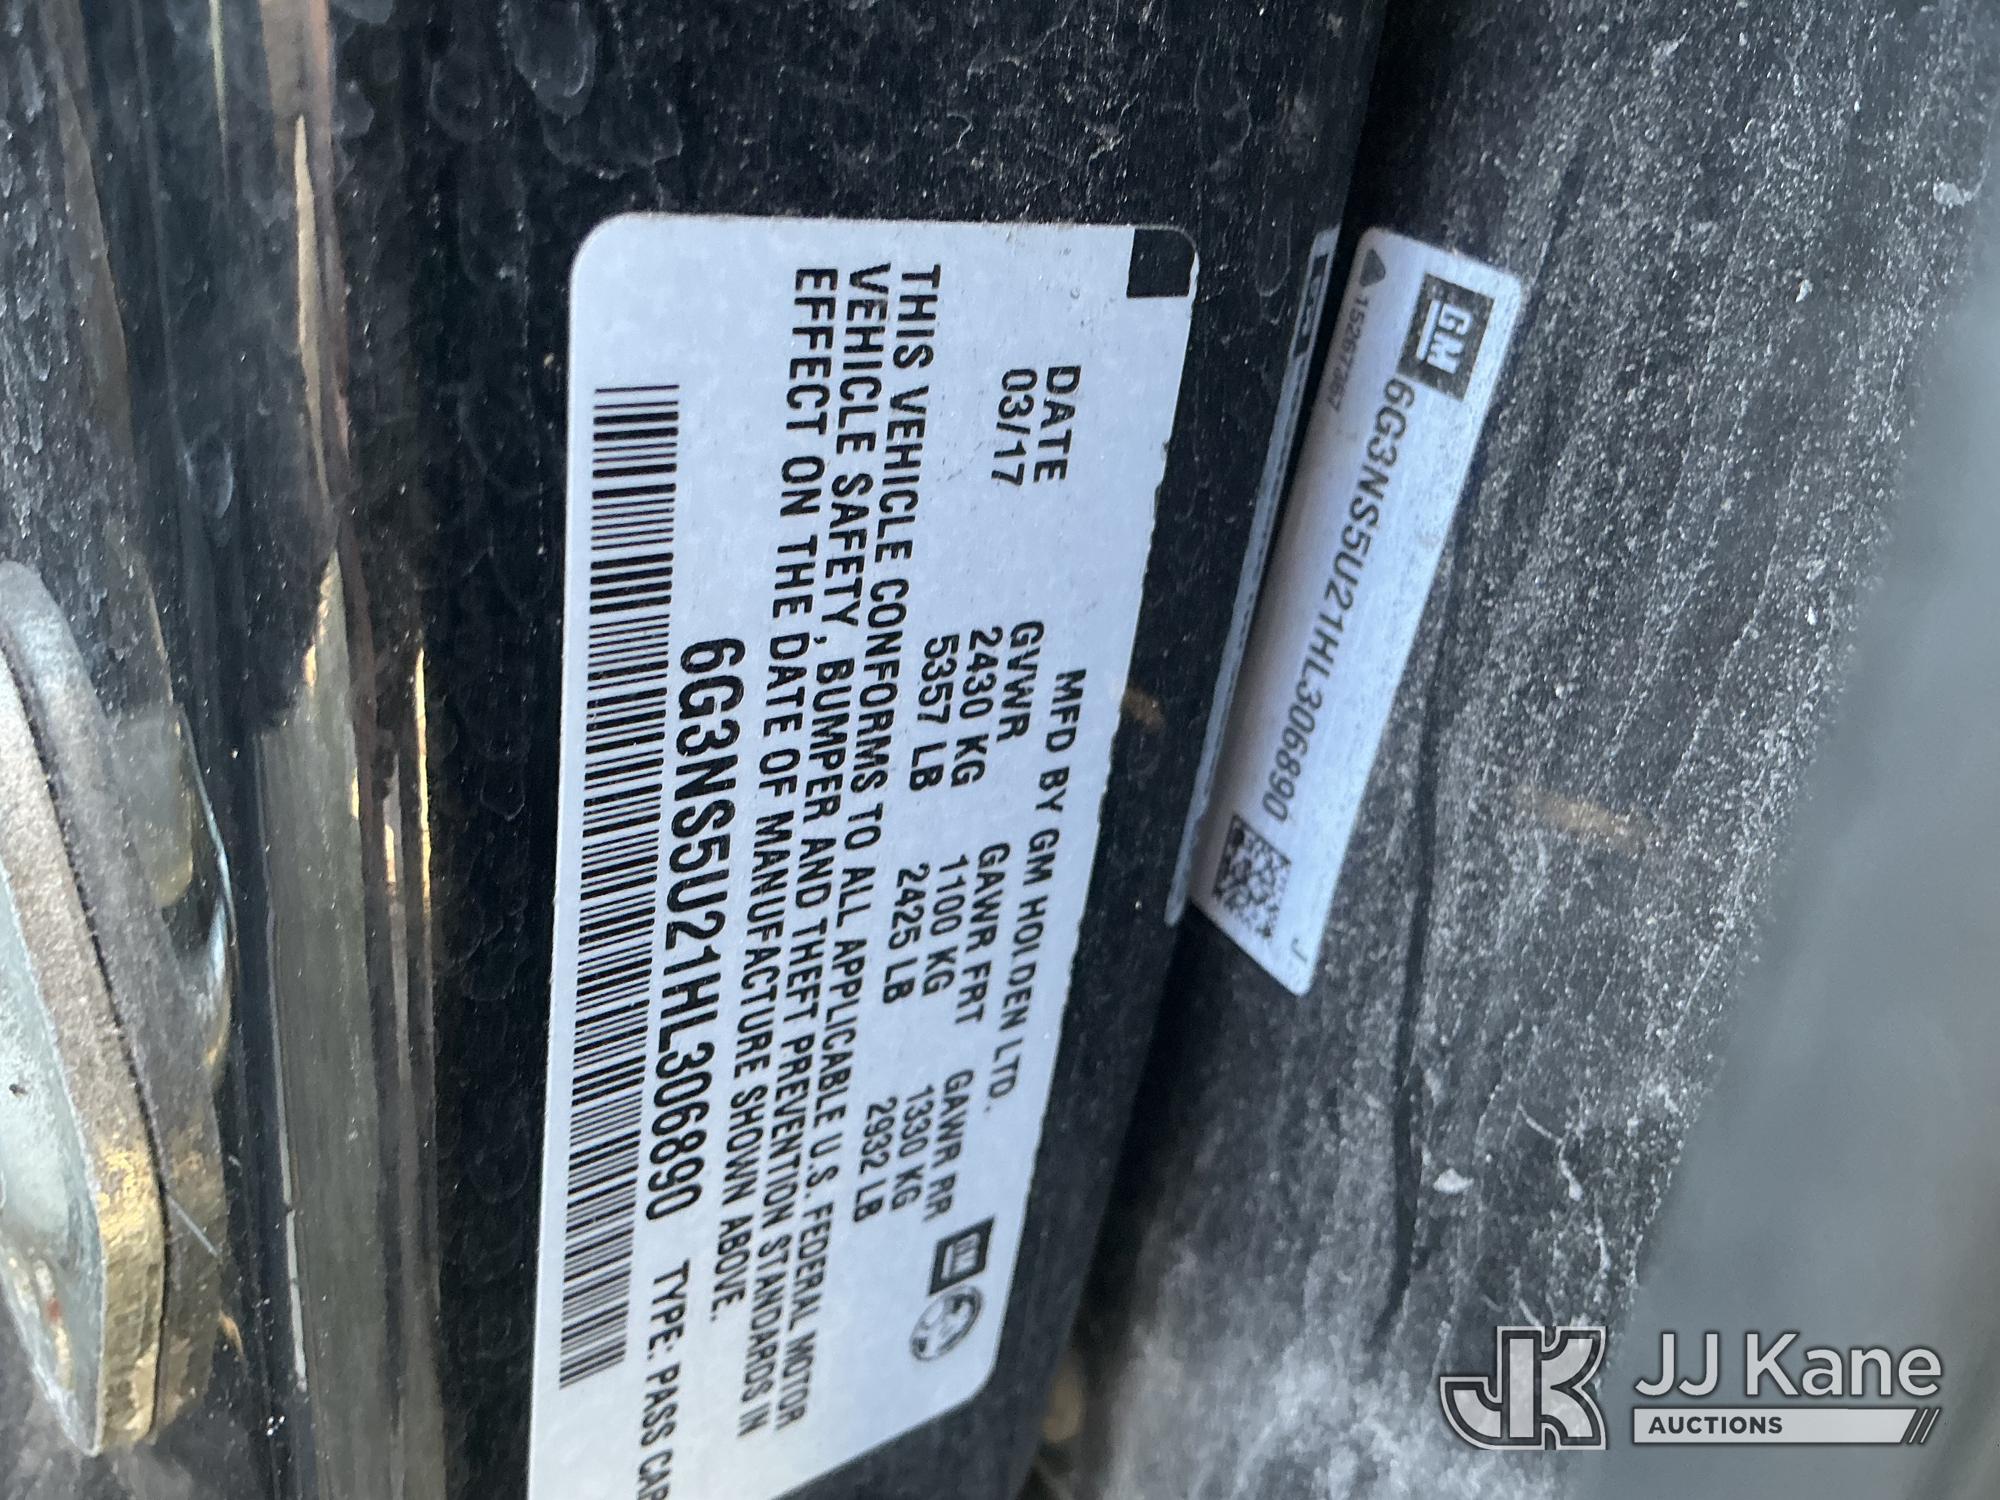 MFD BY GM HOLDEN LTD.
DATE GVWR GAWR FRT GAWR RR
03/17 2430 KG 1100 KG 1330 KG
5357 LB 2425 LB 2932 LB
GM
THIS VEHICLE CONFORMS TO ALL APPLICABLE U.S. FEDERAL MOTOR
VEHICLE SAFETY, BUMPER AND THEFT PREVENTION STANDARDS IN
EFFECT ON THE DATE OF MANUFACTURE SHOWN ABOVE.
6G3NS5U21HL306890 TYPE: PASS CAR
GM
6G3NS5U21HL306890
15267367
J
JK
JJ Kane
AUCTIONS